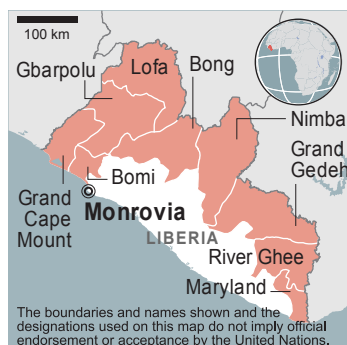 100 km
Gbarpolu
Lofa
Bong
Nimba
Grand
Gedeh
Bomi
Grand
Cape
Mount
Monrovia
LIBERIA
River Ghee
Maryland
The boundaries and names shown and the
designations used on this map do not imply official
endorsement or acceptance by the United Nations.